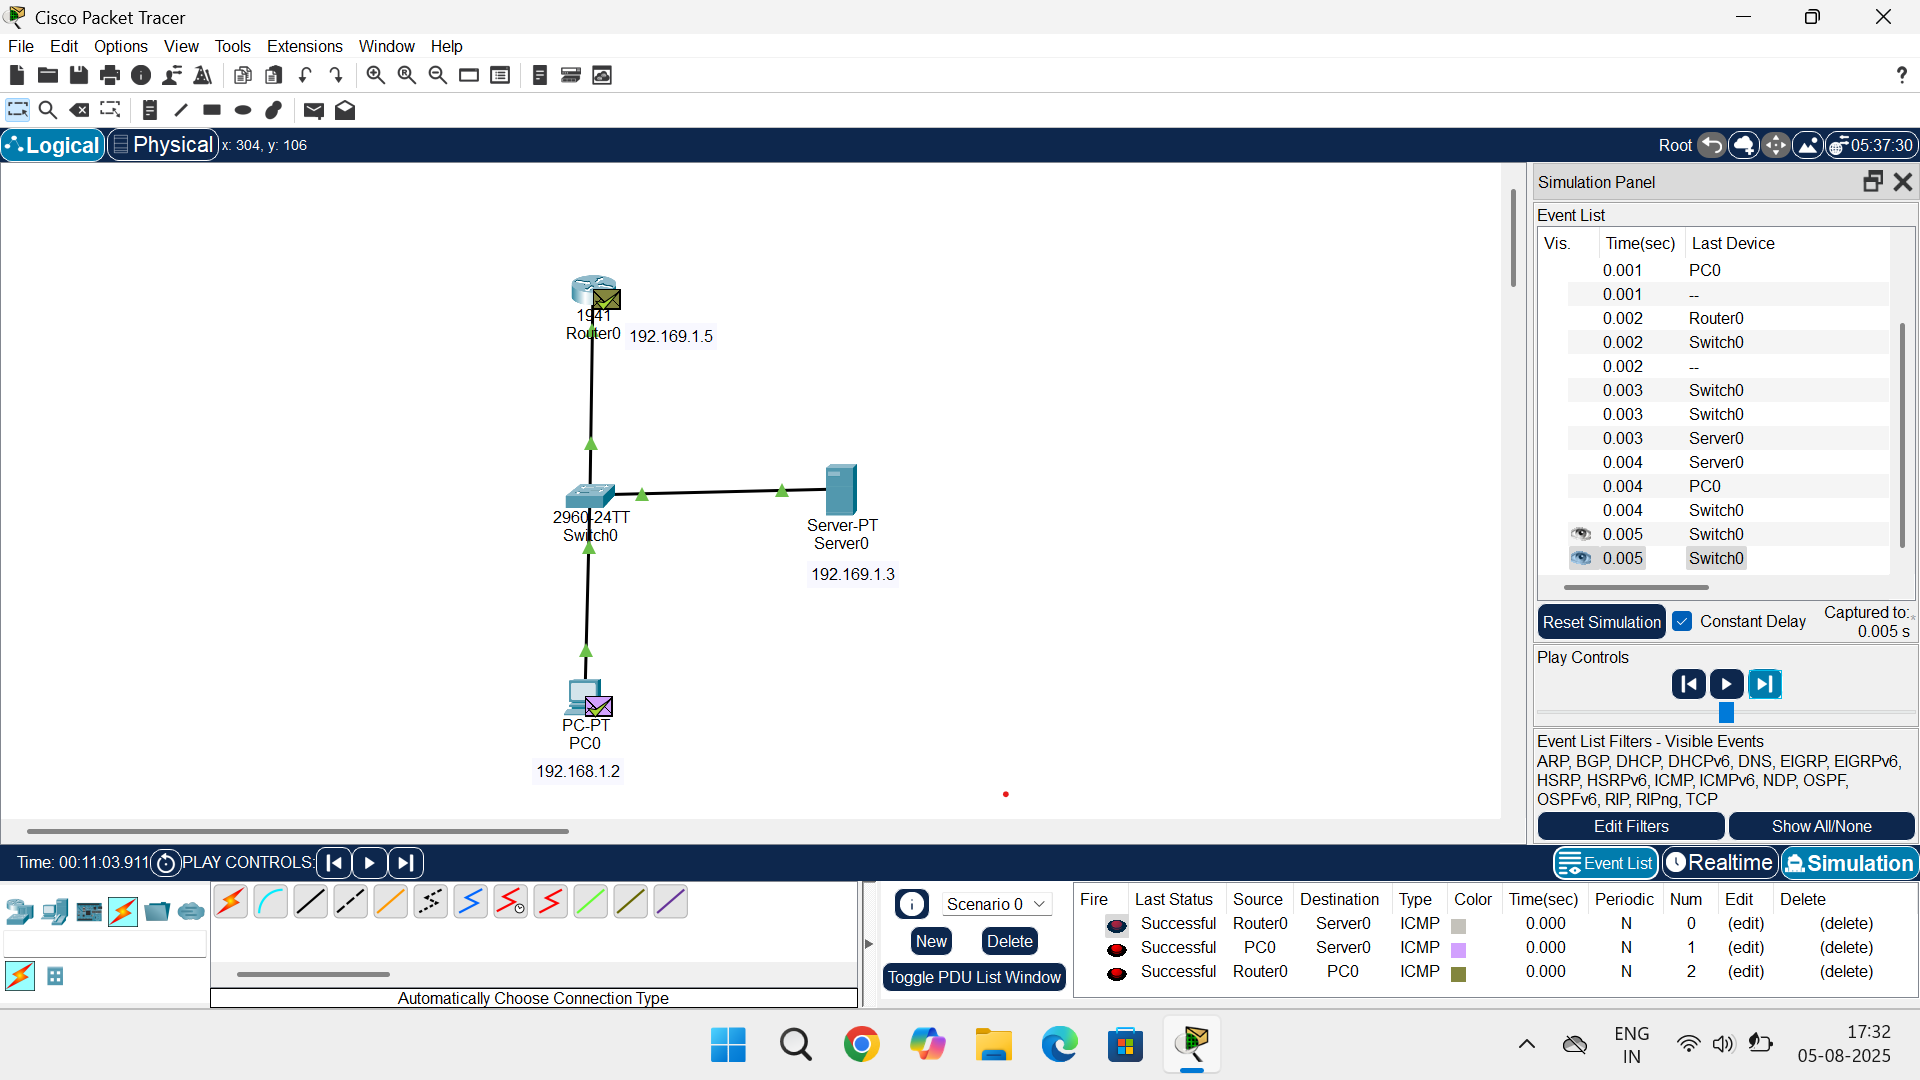 Cisco Packet Tracer
File Edit Options View Tools Extensions Window Help
?
Logical Physical x: 304, y: 106
Root 05:37:30
1941
Router0
192.169.1.5
2960-24TT
Switch0
Server-PT
Server0
192.169.1.3
PC-PT
PC0
192.168.1.2
Simulation Panel
Event List
Vis. Time(sec) Last Device
0.001 PC0
0.001 --
0.002 Router0
0.002 Switch0
0.002 --
0.003 Switch0
0.003 Switch0
0.003 Server0
0.004 Server0
0.004 PC0
0.004 Switch0
0.005 Switch0
0.005 Switch0
Reset Simulation Constant Delay Captured to:
0.005 s
Play Controls
Event List Filters - Visible Events
ARP, BGP, DHCP, DHCPv6, DNS, EIGRP, EIGRPv6,
HSRP, HSRPv6, ICMP, ICMPv6, NDP, OSPF,
OSPFv6, RIP, RIPng, TCP
Edit Filters Show All/None
Time: 00:11:03.911 PLAY CONTROLS:
Event List Realtime Simulation
Automatically Choose Connection Type
Scenario 0
New Delete
Toggle PDU List Window
Fire Last Status Source Destination Type Color Time(sec) Periodic Num Edit Delete
Successful Router0 Server0 ICMP 0.000 N 0 (edit) (delete)
Successful PC0 Server0 ICMP 0.000 N 1 (edit) (delete)
Successful Router0 PC0 ICMP 0.000 N 2 (edit) (delete)
ENG
IN
17:32
05-08-2025